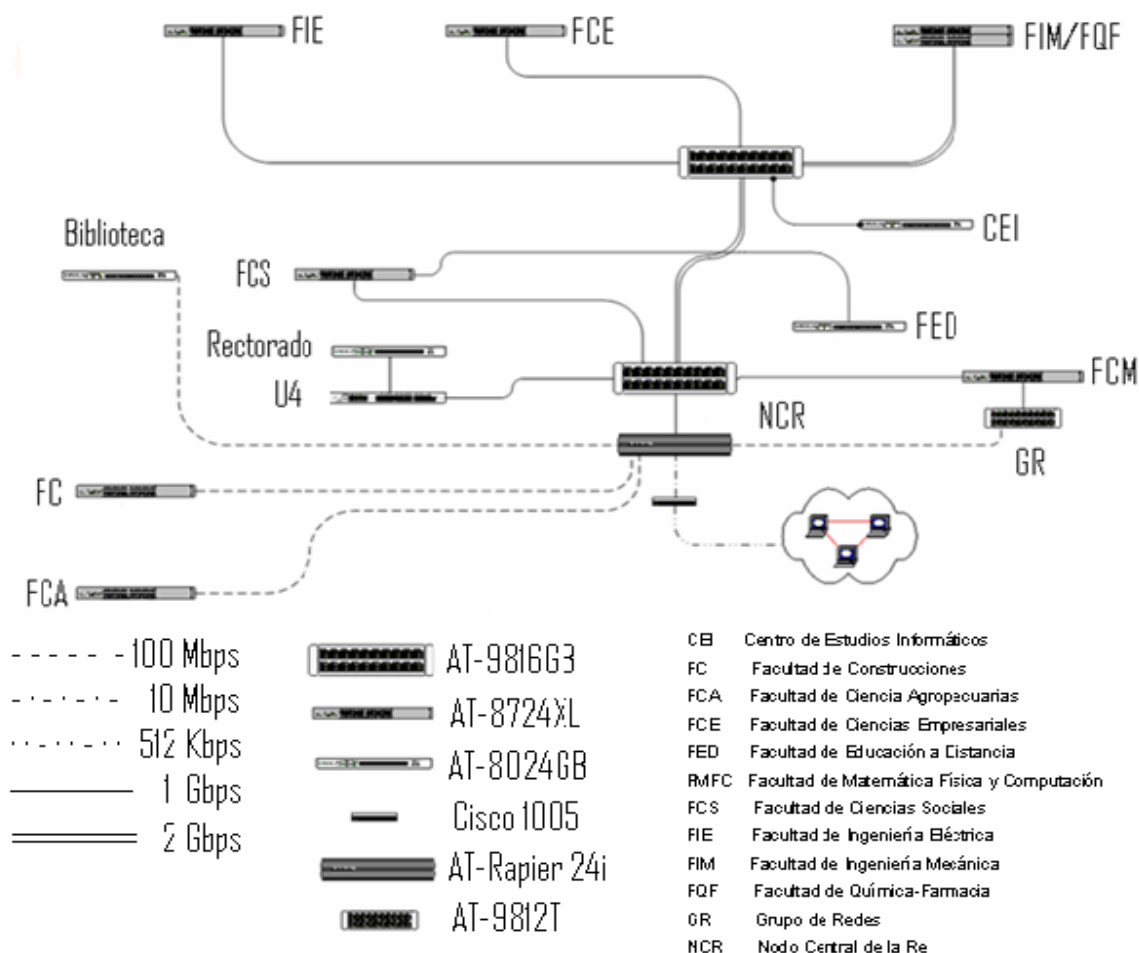 FIE
FCE
FIM/FQF
CEI
Biblioteca
FCS
FED
Rectorado
U4
FCM
NCR
GR
FC
FCA
100 Mbps
10 Mbps
512 Kbps
1 Gbps
2 Gbps
AT-9816GB
AT-8724XL
AT-8024GB
Cisco 1005
AT-Rapier 24i
AT-9812T
CEI Centro de Estudios Informáticos
FC Facultad de Construcciones
FCA Facultad de Ciencia Agropecuarias
FCE Facultad de Ciencias Empresariales
FED Facultad de Educación a Distancia
FMFC Facultad de Matemática Física y Computación
FCS Facultad de Ciencias Sociales
FIE Facultad de Ingeniería Eléctrica
FIM Facultad de Ingeniería Mecánica
FQF Facultad de Química-Farmacia
GR Grupo de Redes
NCR Nodo Central de la Re